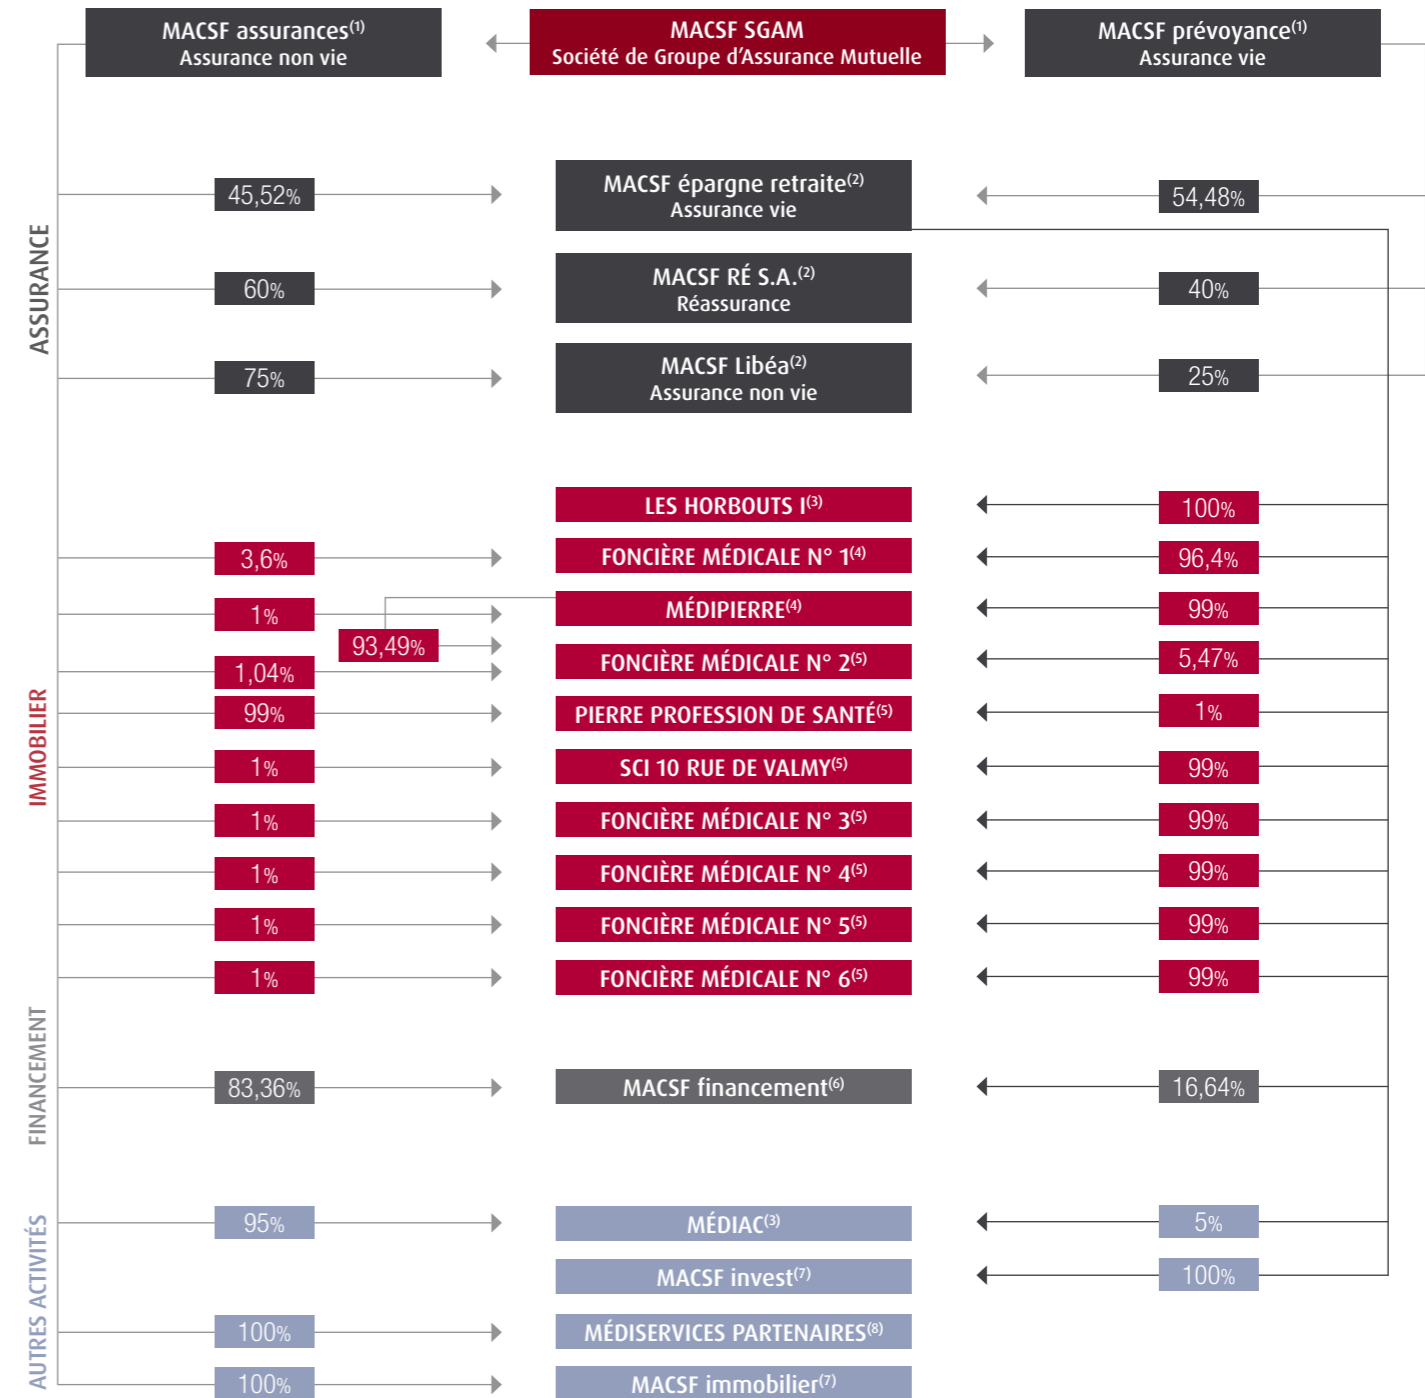 MACSF assurances(1)
Assurance non vie
MACSF SGAM
Société de Groupe d'Assurance Mutuelle
MACSF prévoyance(1)
Assurance vie
ASSURANCE
45,52%
MACSF épargne retraite(2)
Assurance vie
54,48%
60%
MACSF RÉ S.A.(2)
Réassurance
40%
75%
MACSF Libéa(2)
Assurance non vie
25%
IMMOBILIER
LES HORBOUTS I(3)
100%
3,6%
FONCIÈRE MÉDICALE N° 1(4)
96,4%
1%
MÉDIPIERRE(4)
99%
93,49%
1,04%
FONCIÈRE MÉDICALE N° 2(5)
5,47%
99%
PIERRE PROFESSION DE SANTÉ(5)
1%
1%
SCI 10 RUE DE VALMY(5)
99%
1%
FONCIÈRE MÉDICALE N° 3(5)
99%
1%
FONCIÈRE MÉDICALE N° 4(5)
99%
1%
FONCIÈRE MÉDICALE N° 5(5)
99%
1%
FONCIÈRE MÉDICALE N° 6(5)
99%
FINANCEMENT
83,36%
MACSF financement(6)
16,64%
AUTRES ACTIVITÉS
95%
MÉDIAC(3)
5%
MACSF invest(7)
100%
100%
MÉDISERVICES PARTENAIRES(8)
100%
MACSF immobilier(7)